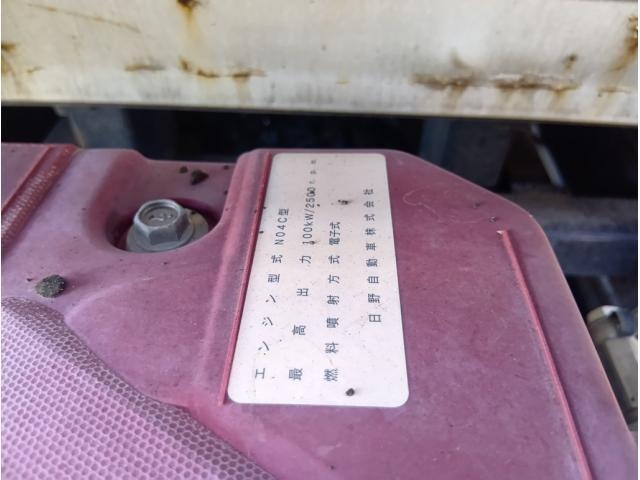 エンジン型式 N04C型
最高出力 100kW/2500r.p.m.
燃料噴射方式 電子式
日野自動車株式会社